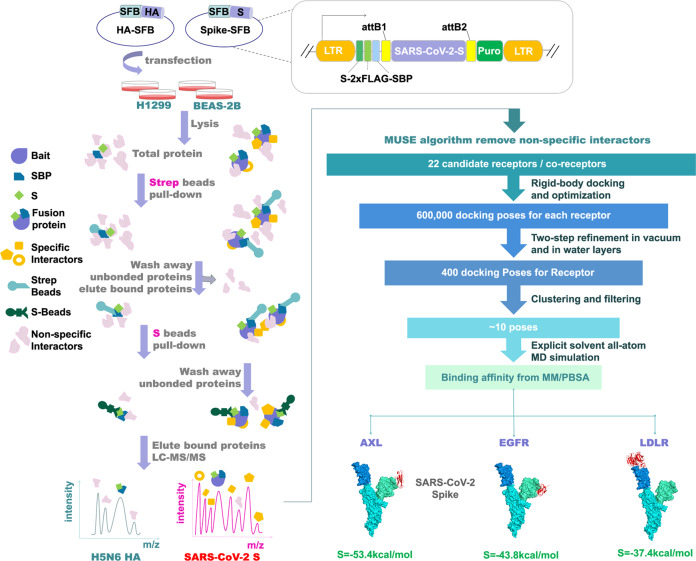 SFB HA
HA-SFB
SFB S
Spike-SFB
transfection
H1299 BEAS-2B
attB1 attB2
LTR SARS-CoV-2-S Puro LTR
S-2xFLAG-SBP
Lysis
Total protein
Strep beads
pull-down
Wash away
unbonded proteins
elute bound proteins
S beads
pull-down
Wash away
unbonded proteins
Elute bound proteins
LC-MS/MS
Bait
SBP
S
Fusion
protein
Specific
Interactors
Strep
Beads
S-Beads
Non-specific
Interactors
intensity
m/z
H5N6 HA
intensity
m/z
SARS-CoV-2 S
MUSE algorithm remove non-specific interactors
22 candidate receptors / co-receptors
Rigid-body docking
and optimization
600,000 docking poses for each receptor
Two-step refinement in vacuum
and in water layers
400 docking Poses for Receptor
Clustering and filtering
~10 poses
Explicit solvent all-atom
MD simulation
Binding affinity from MM/PBSA
AXL EGFR LDLR
SARS-CoV-2
Spike
S=-53.4kcal/mol S=-43.8kcal/mol S=-37.4kcal/mol